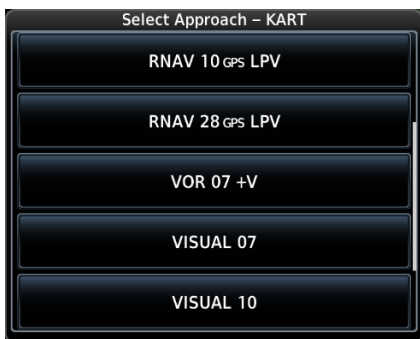 Select Approach – KART
RNAV 10 GPS LPV
RNAV 28 GPS LPV
VOR 07 +V
VISUAL 07
VISUAL 10